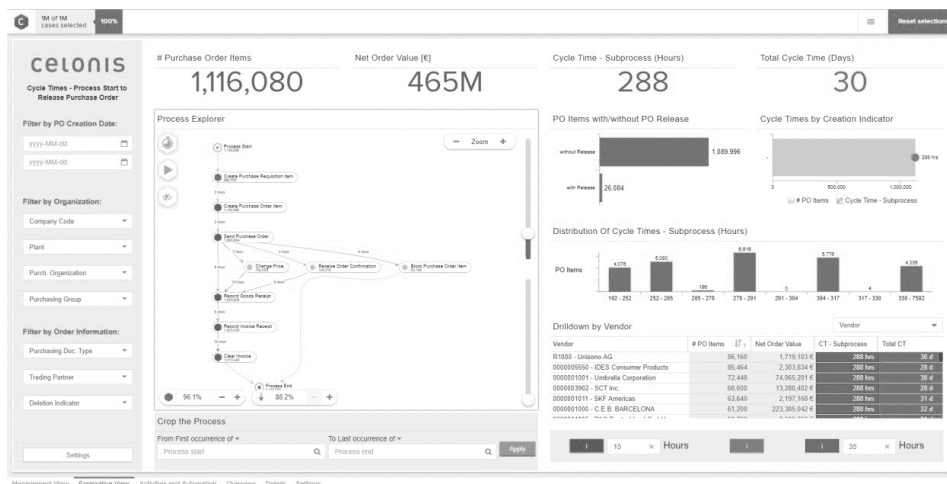 1M of 1M
cases selected
100%
Reset selections
celonis
Cycle Times - Process Start to
Release Purchase Order
Filter by PO Creation Date:
yyyy-MM-dd
yyyy-MM-dd
Filter by Organization:
Company Code
Plant
Purch. Organization
Purchasing Group
Filter by Order Information:
Purchasing Doc. Type
Trading Partner
Deletion Indicator
Settings
# Purchase Order Items
1,116,080
Net Order Value [€]
465M
Cycle Time - Subprocess (Hours)
288
Total Cycle Time (Days)
30
Process Explorer
Zoom
Process Start
Create Purchase Requisition Item
Create Purchase Order Item
Send Purchase Order
Change Price
Receive Order Confirmation
Block Purchase Order Item
Record Goods Receipt
Record Invoice Receipt
Clear Invoice
Process End
96.1% - +
88.2% - +
Crop the Process
From First occurrence of
To Last occurrence of
Process start
Process end
Apply
PO Items with/without PO Release
without Release
1,089,996
with Release
26,084
Cycle Times by Creation Indicator
288 hrs
0 500,000 1,000,000
# PO Items Cycle Time - Subprocess
Distribution Of Cycle Times - Subprocess (Hours)
PO Items
4,076 5,080 196 6,616 0 5,776 4 4,336
192 - 252 252 - 265 265 - 278 278 - 291 291 - 304 304 - 317 317 - 330 330 - 7592
Drilldown by Vendor
Vendor
Vendor # PO Items Net Order Value CT - Subprocess Total CT
R1000 - Unisono AG 86,160 1,719,103 € 288 hrs 30 d
0000005550 - IDES Consumer Products 85,464 2,303,834 € 288 hrs 28 d
0000001001 - Umbrella Corporation 72,448 74,065,201 € 288 hrs 30 d
0000003902 - SCT Inc. 68,600 13,280,482 € 288 hrs 28 d
0000001011 - SKF Americas 63,640 2,197,168 € 288 hrs 31 d
0000001000 - C.E.B. BARCELONA 61,200 223,385,042 € 288 hrs 32 d
15 × Hours
35 × Hours
Management View Explorative View Activities and Automation Overview Details Settings